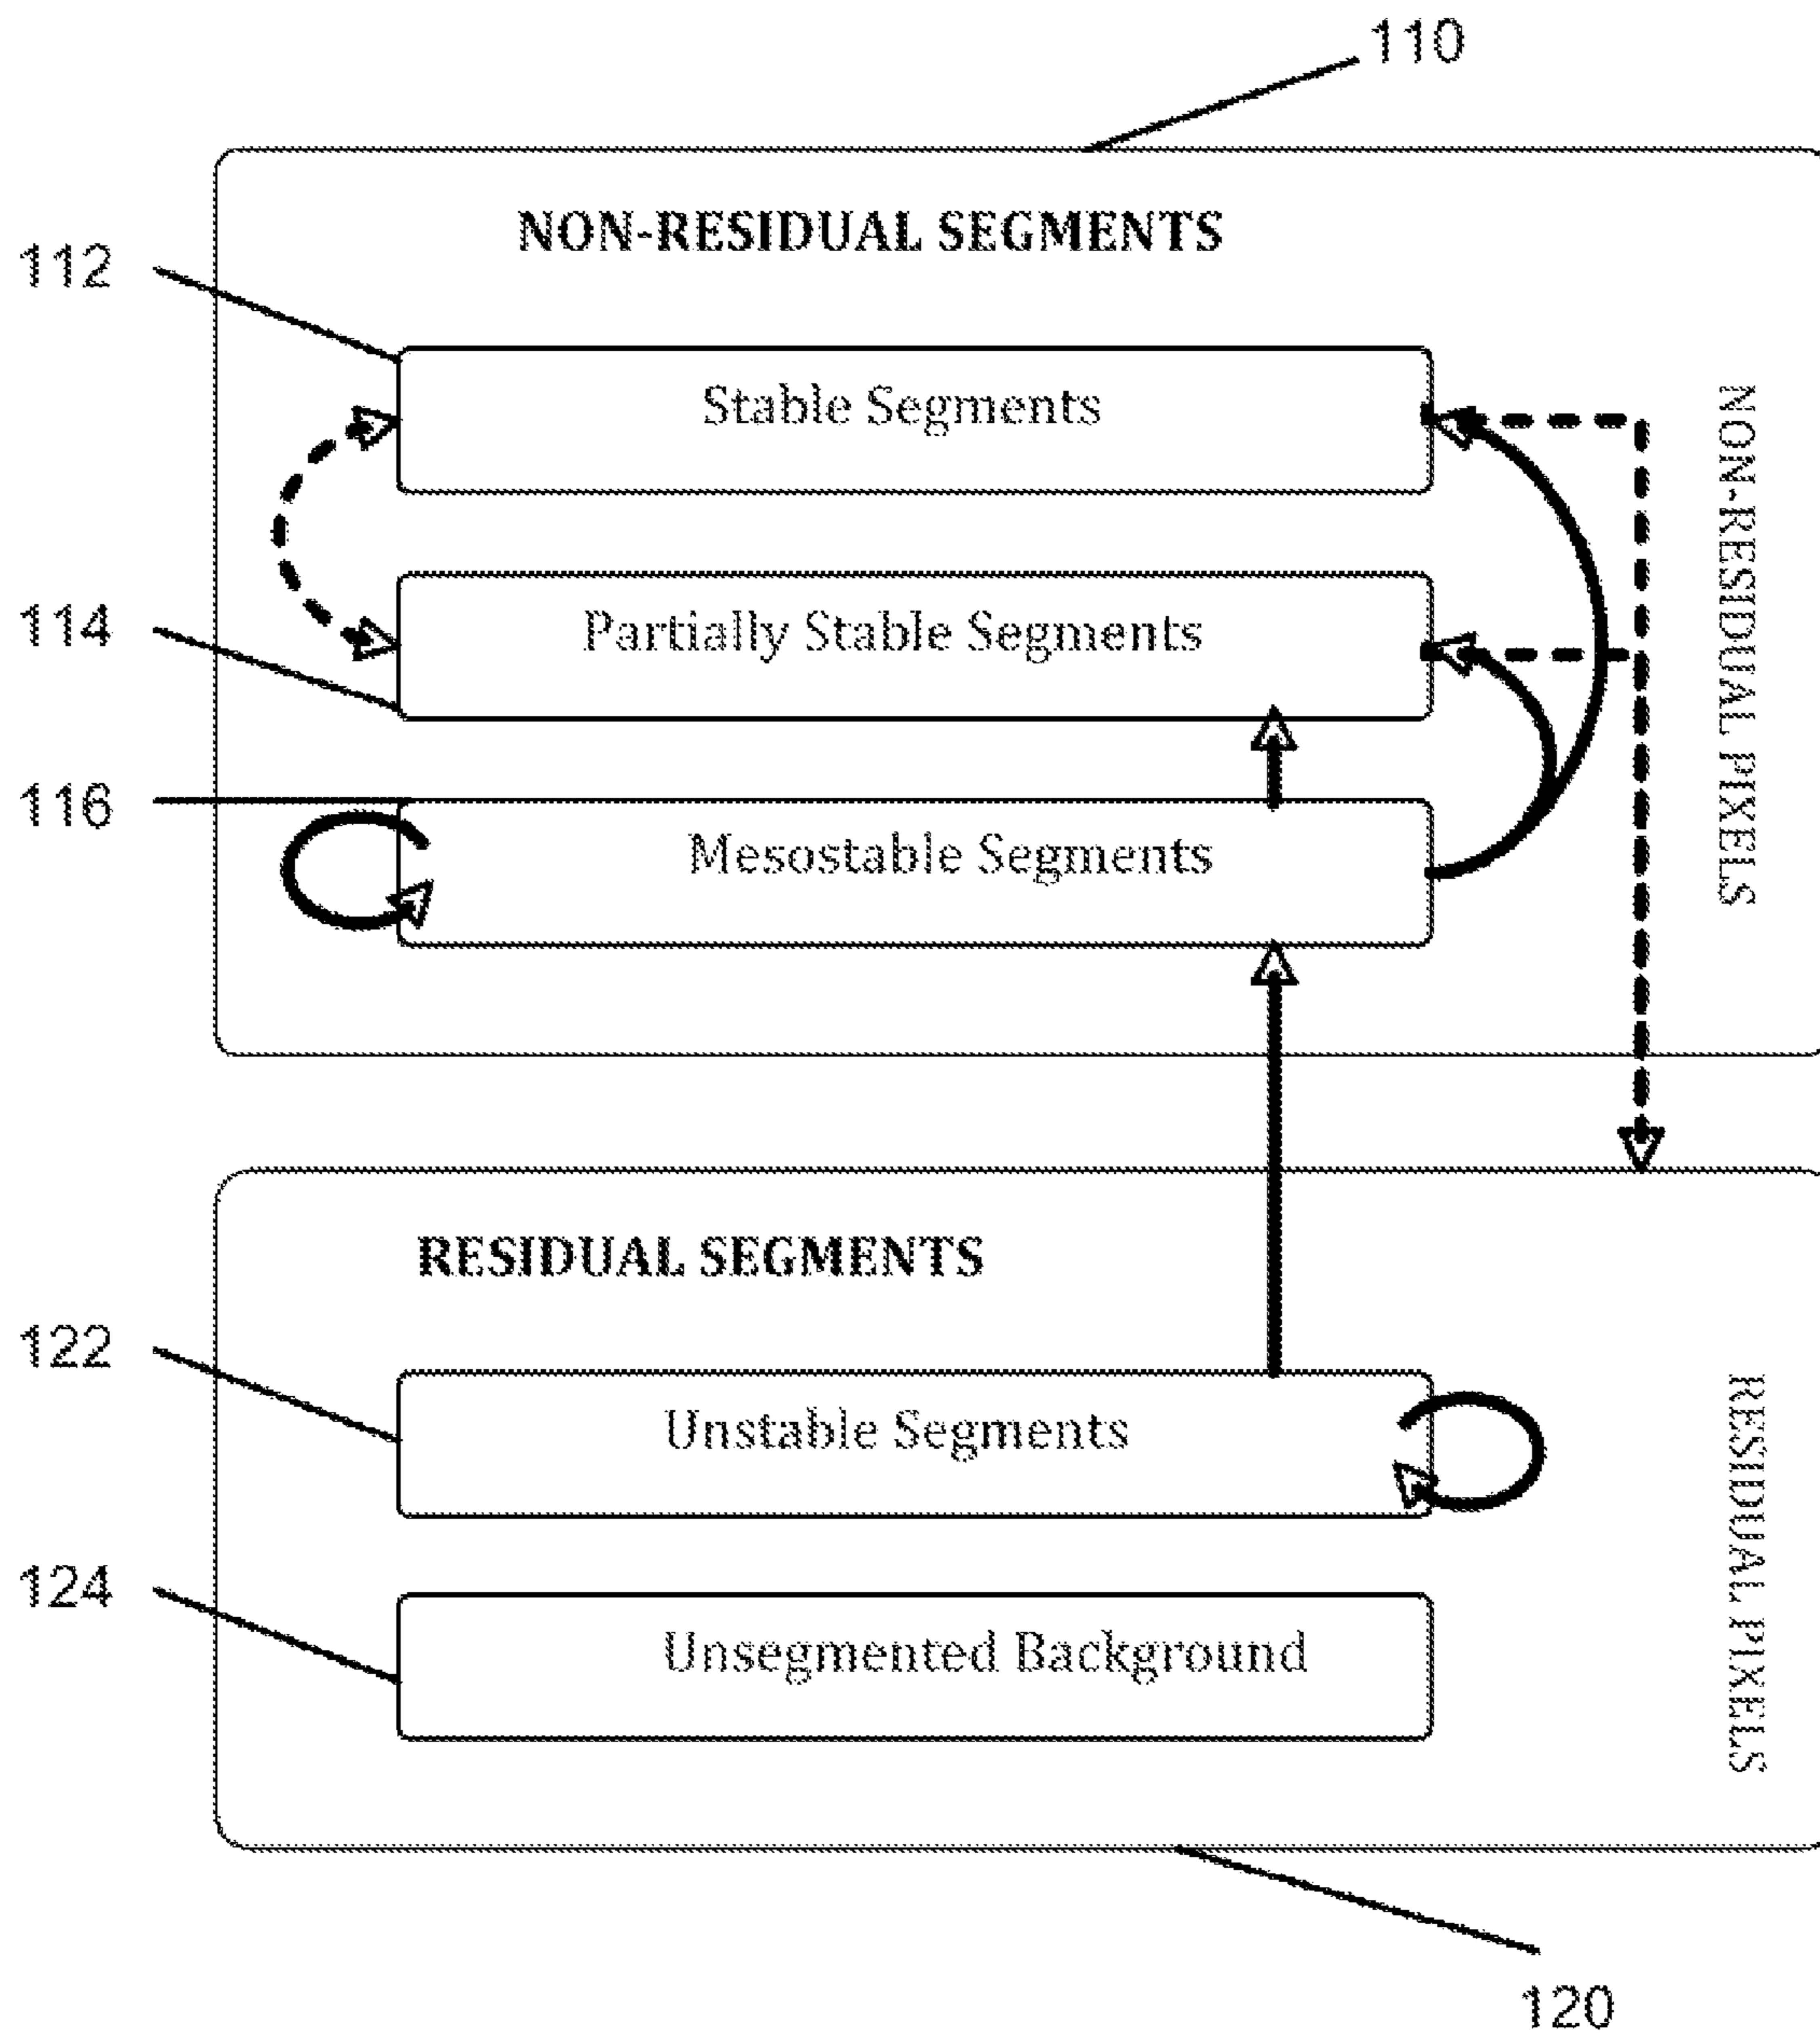 110
NON-RESIDUAL SEGMENTS
112
Stable Segments
NON-RESIDUAL PIXELS
114
Partially Stable Segments
116
Mesostable Segments
RESIDUAL SEGMENTS
122
Unstable Segments
RESIDUAL PIXELS
124
Unsegmented Background
120